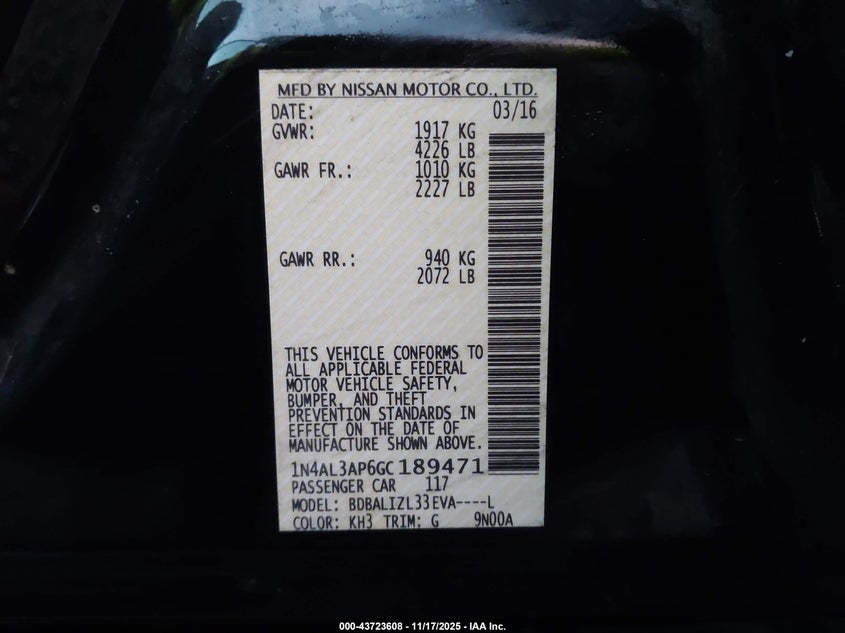 MFD BY NISSAN MOTOR CO., LTD.
DATE: 03/16
GVWR: 1917 KG
4226 LB
GAWR FR.: 1010 KG
2227 LB
GAWR RR.: 940 KG
2072 LB
THIS VEHICLE CONFORMS TO
ALL APPLICABLE FEDERAL
MOTOR VEHICLE SAFETY,
BUMPER, AND THEFT
PREVENTION STANDARDS IN
EFFECT ON THE DATE OF
MANUFACTURE SHOWN ABOVE.
1N4AL3AP6GC189471
PASSENGER CAR 117
MODEL: BDBALIZL33EVA----L
COLOR: KH3 TRIM: G 9N00A
000-43723608 - 11/17/2025 - IAA Inc.